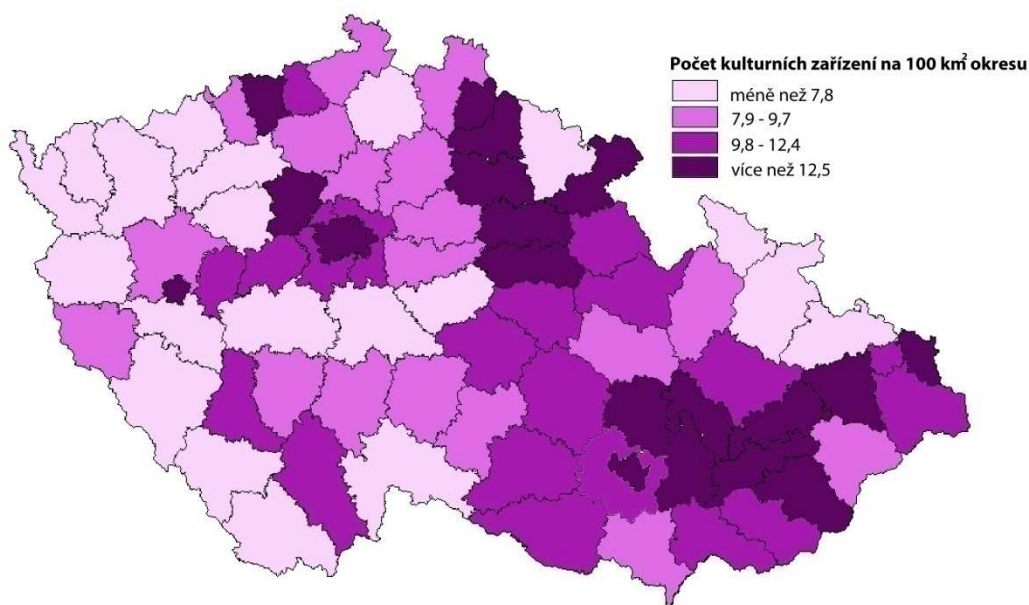 Počet kulturních zařízení na 100 km² okresu
méně než 7,8
7,9 - 9,7
9,8 - 12,4
více než 12,5